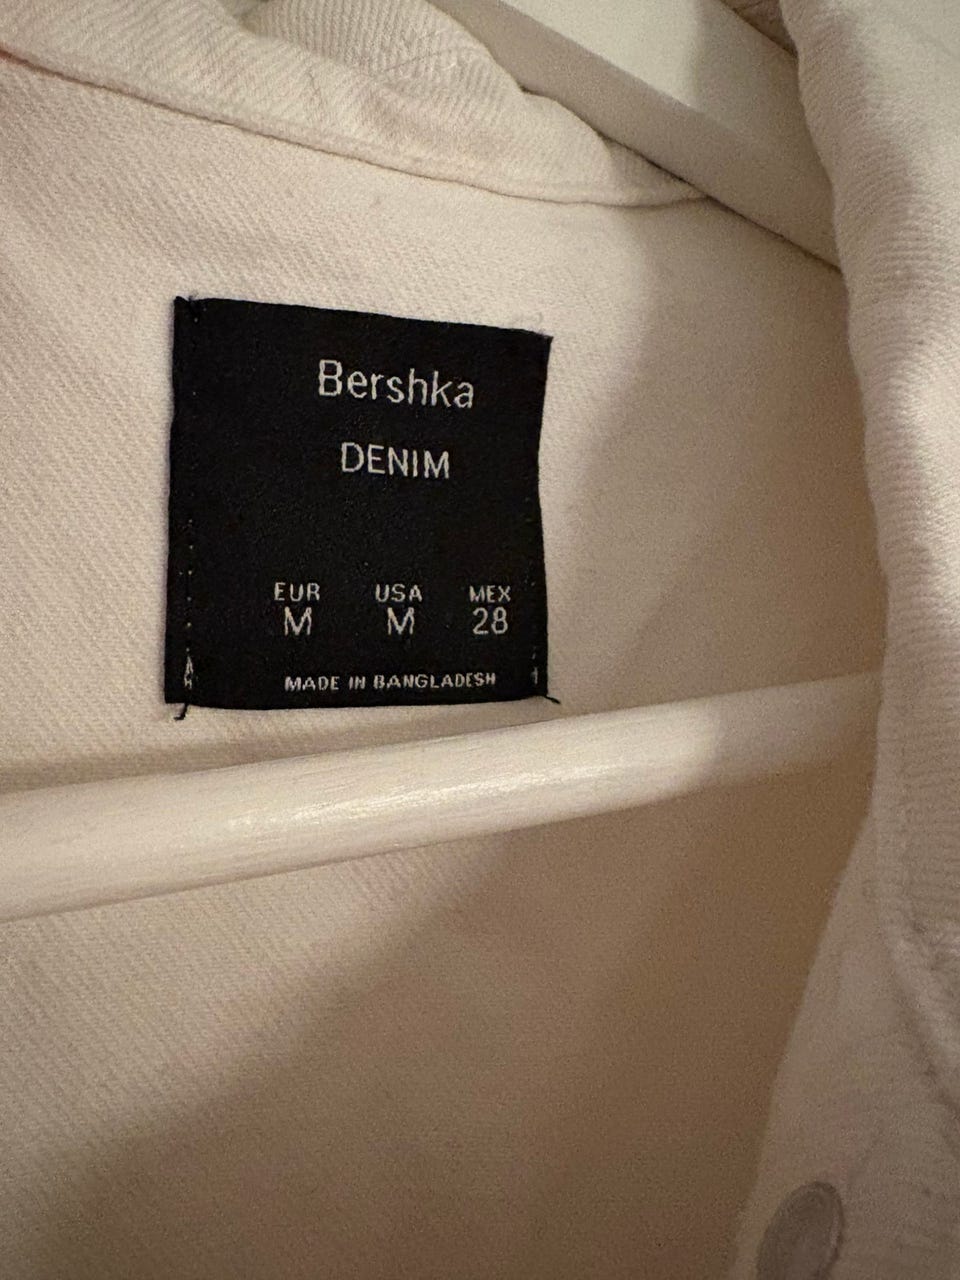 Bershka
DENIM
EUR USA MEX
M M 28
MADE IN BANGLADESH